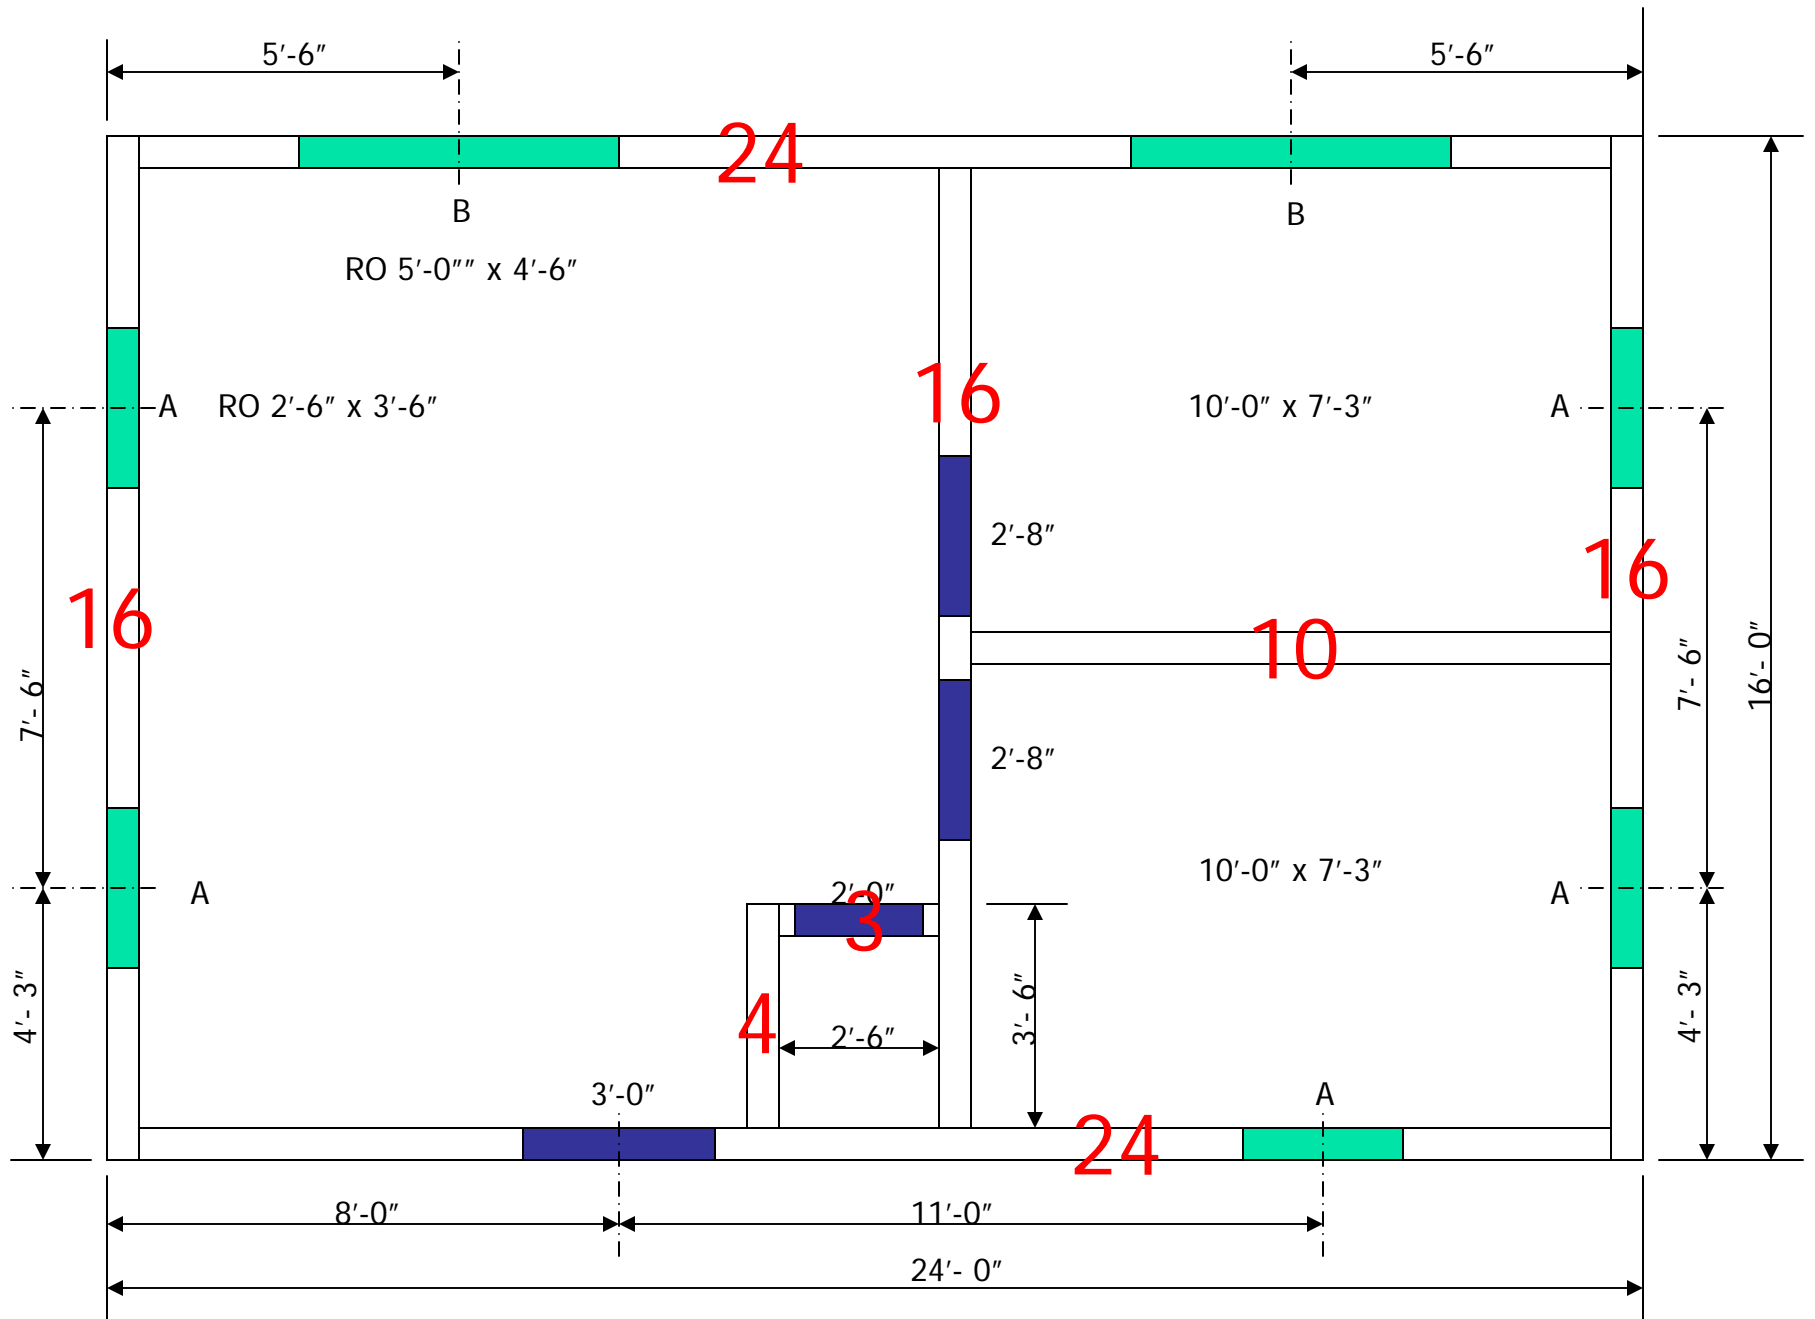 5′-6″
5′-6″
24
B
B
RO 5′-0″″ x 4′-6″
16
A
RO 2′-6″ x 3′-6″
10′-0″ x 7′-3″
A
2′-8″
16
16
10
7′- 6″
7′- 6″
16′- 0″
2′-8″
10′-0″ x 7′-3″
A
2′-0″
A
3
4′- 3″
4
2′-6″
3′- 6″
4′- 3″
3′-0″
A
24
8′-0″
11′-0″
24′- 0″